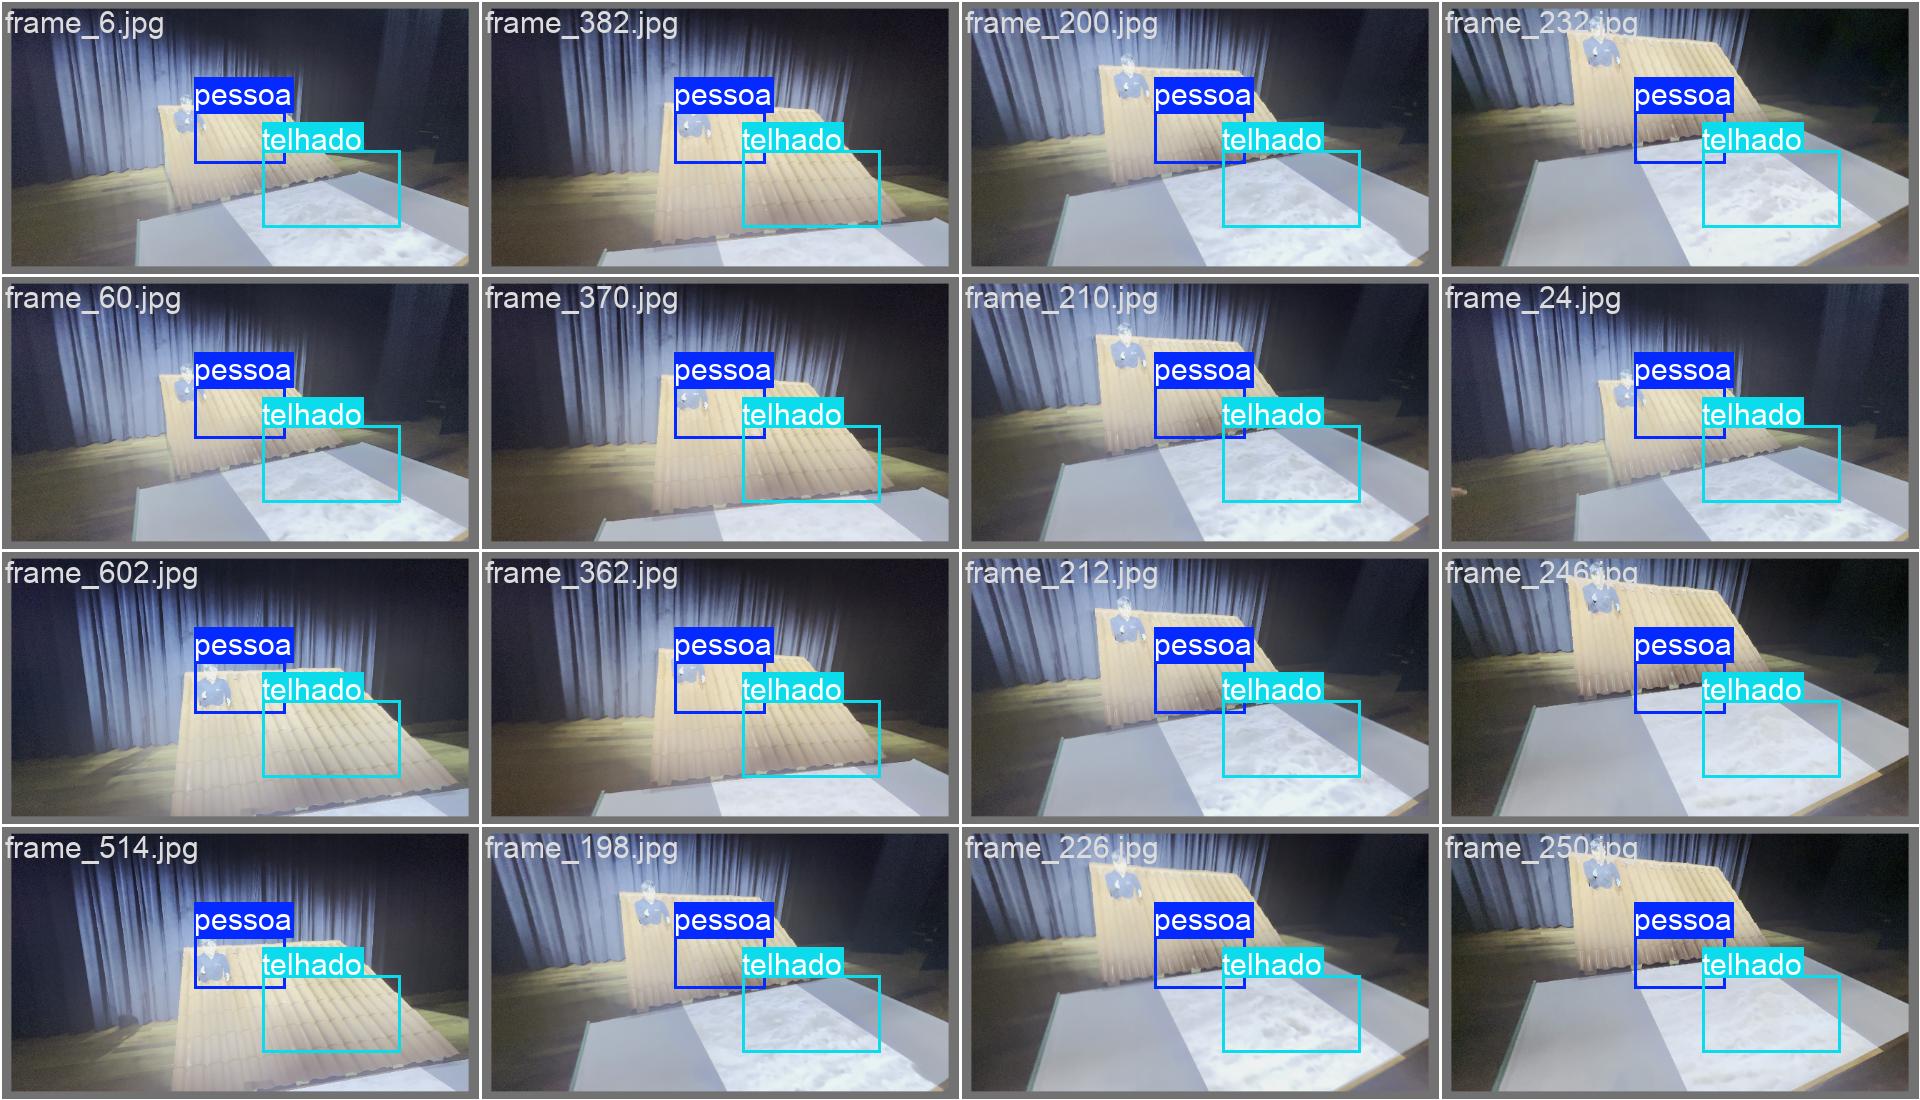 frame_6.jpg
pessoa
telhado
frame_382.jpg
pessoa
telhado
frame_200.jpg
pessoa
telhado
frame_232.jpg
pessoa
telhado
frame_60.jpg
pessoa
telhado
frame_370.jpg
pessoa
telhado
frame_210.jpg
pessoa
telhado
frame_24.jpg
pessoa
telhado
frame_602.jpg
pessoa
telhado
frame_362.jpg
pessoa
telhado
frame_212.jpg
pessoa
telhado
frame_246.jpg
pessoa
telhado
frame_514.jpg
pessoa
telhado
frame_198.jpg
pessoa
telhado
frame_226.jpg
pessoa
telhado
frame_250.jpg
pessoa
telhado